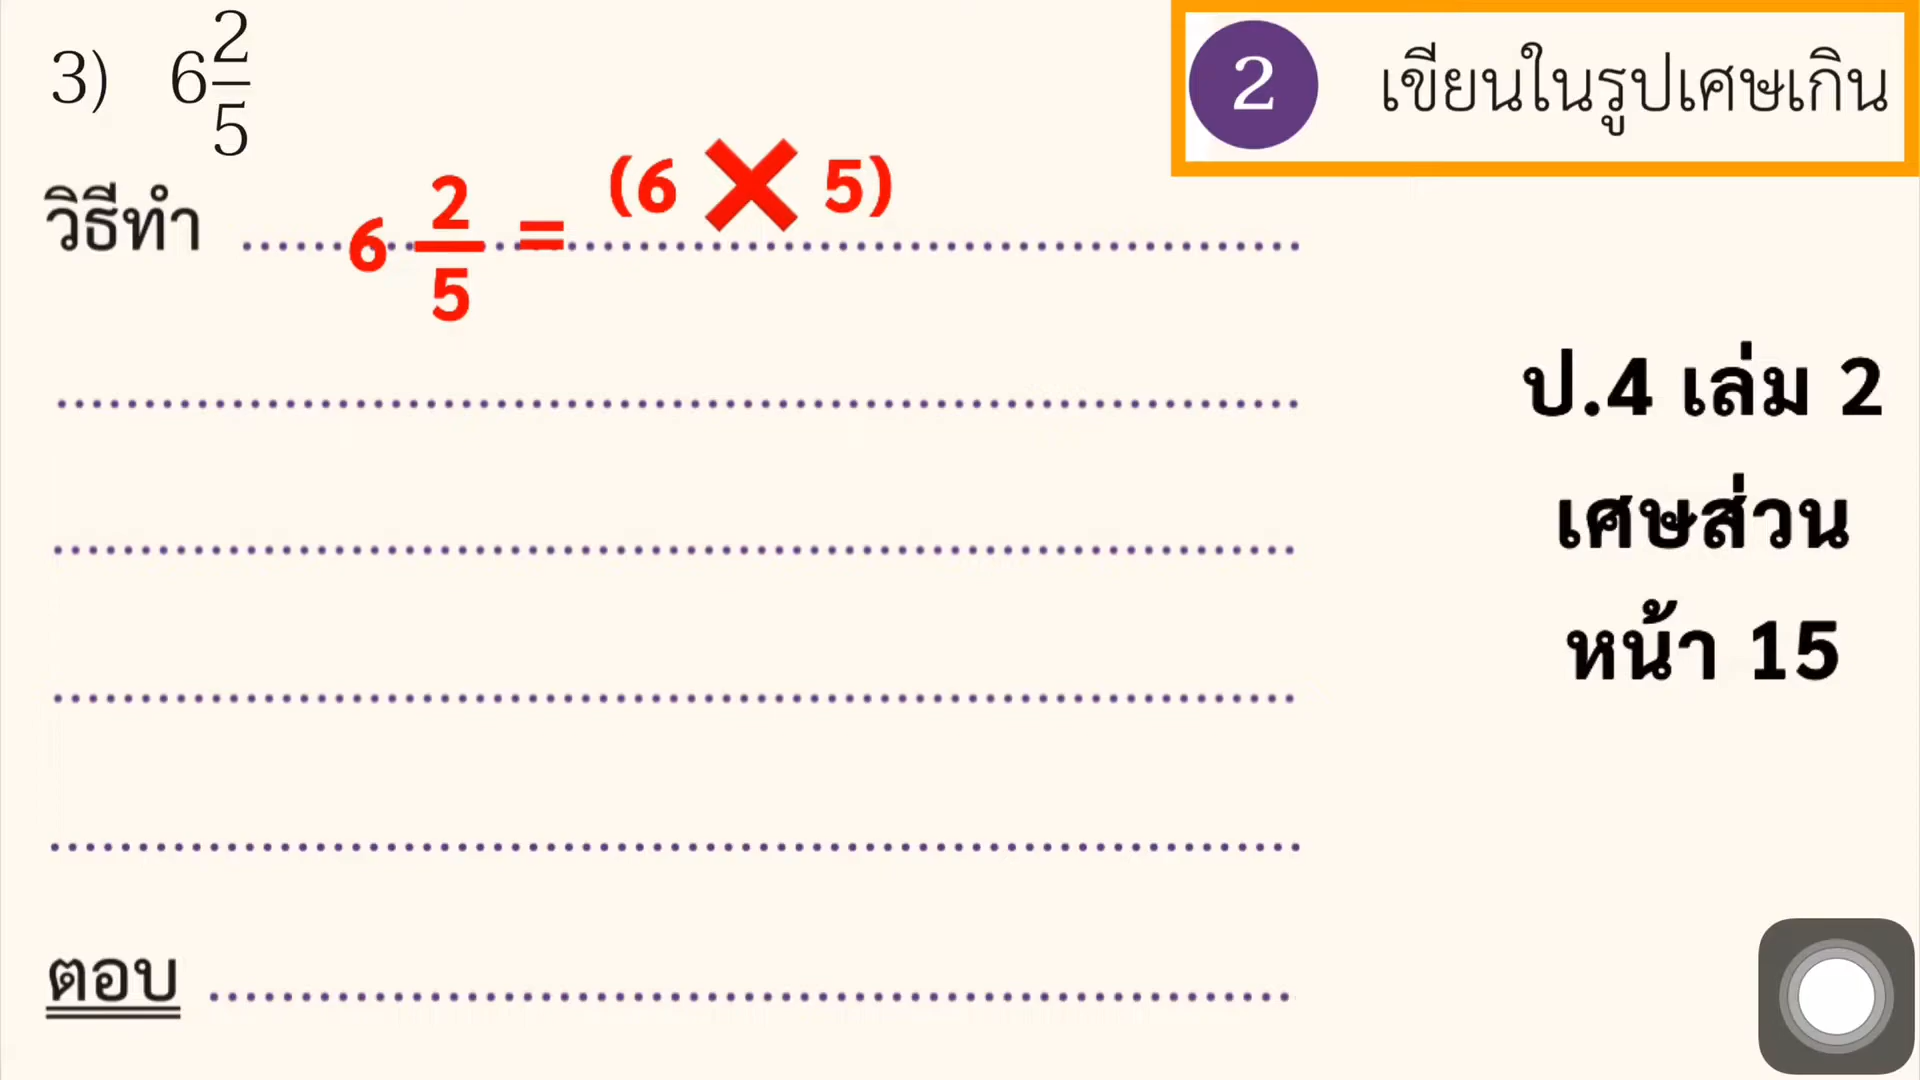 3) 6 2/5
2 เขียนในรูปเศษเกิน
วิธีทำ 6 2/5 = (6 ❌ 5)
ป.4 เล่ม 2
เศษส่วน
หน้า 15
ตอบ